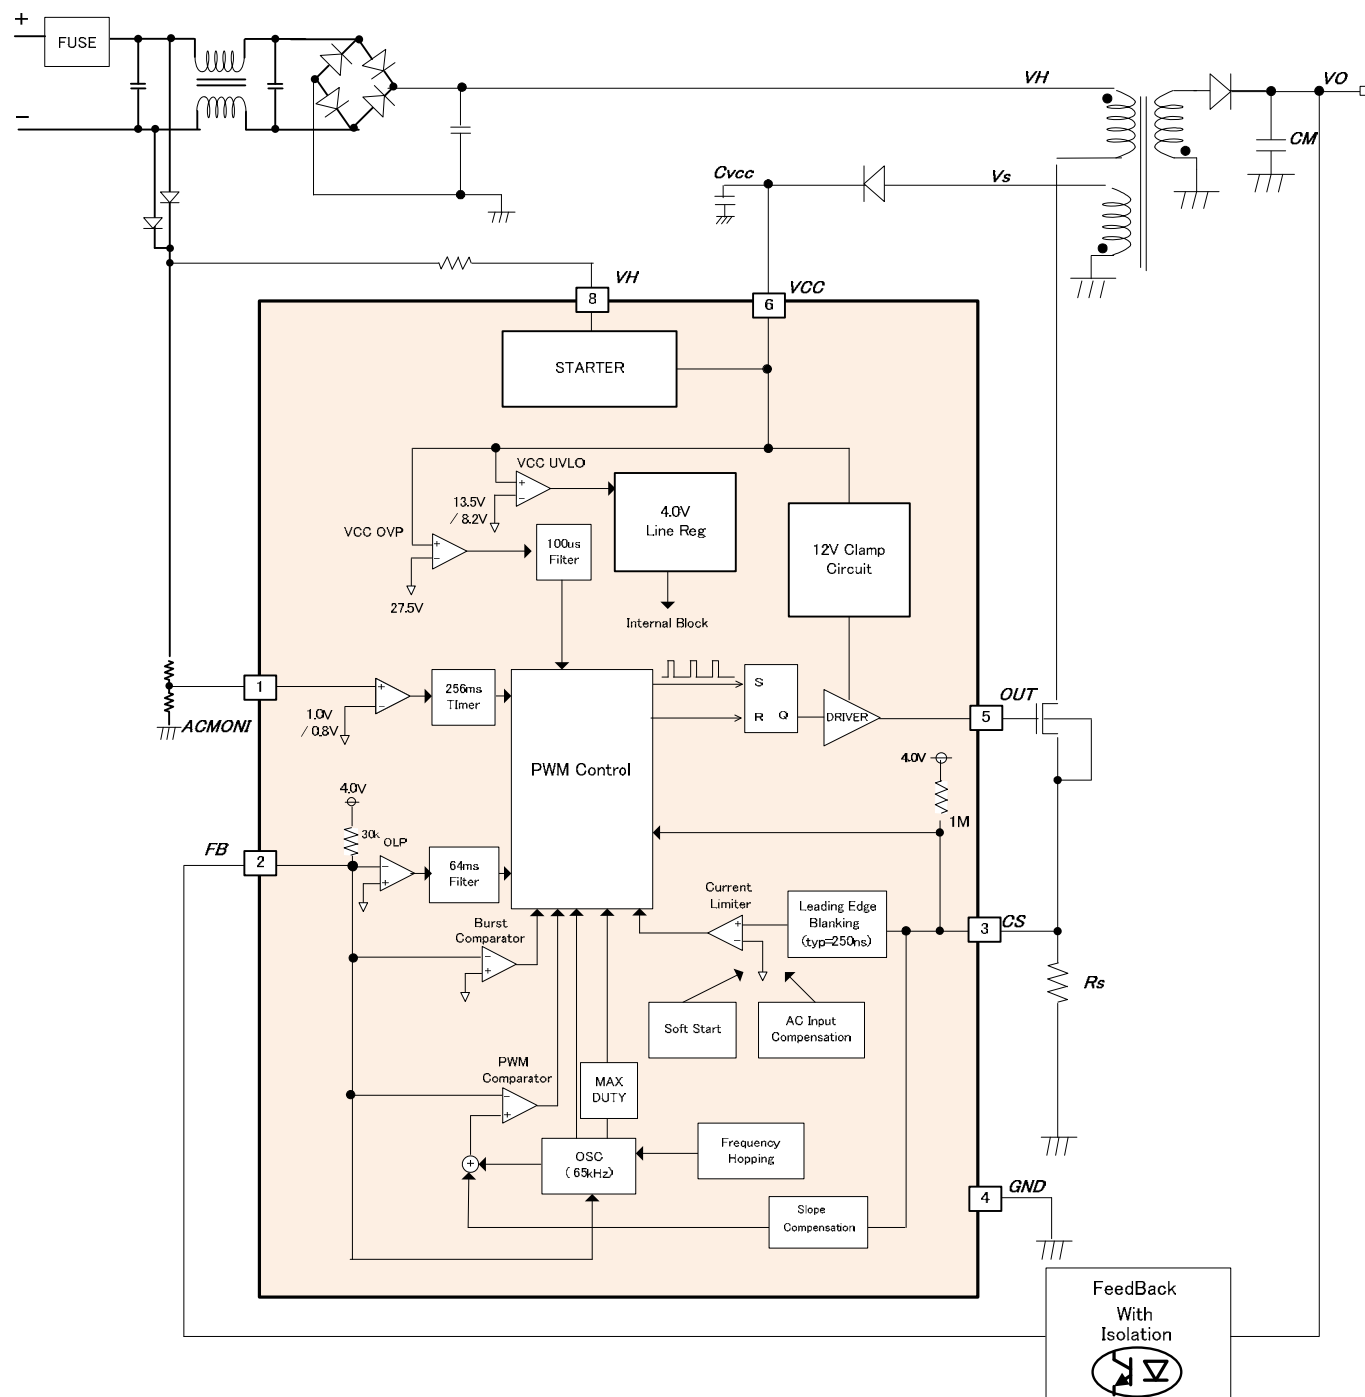 +
FUSE
−
VH
VO
CM
Cvcc
Vs
VH
VCC
8
6
STARTER
VCC UVLO
+
−
13.5V
/ 8.2V
4.0V
Line Reg
VCC OVP
+
−
27.5V
100us
Filter
12V Clamp
Circuit
Internal Block
1
ACMONI
+
−
1.0V
/ 0.8V
256ms
TImer
PWM Control
S
R Q
DRIVER
5
OUT
4.0V
1M
4.0V
30k
FB
2
OLP
−
+
64ms
Filter
Current
Limiter
+
−
Leading Edge
Blanking
(typ=250ns)
3
CS
Rs
Burst
Comparator
−
+
Soft Start
AC Input
Compensation
PWM
Comparator
−
+
MAX
DUTY
+
OSC
( 65kHz)
Frequency
Hopping
Slope
Compensation
4
GND
FeedBack
With
Isolation